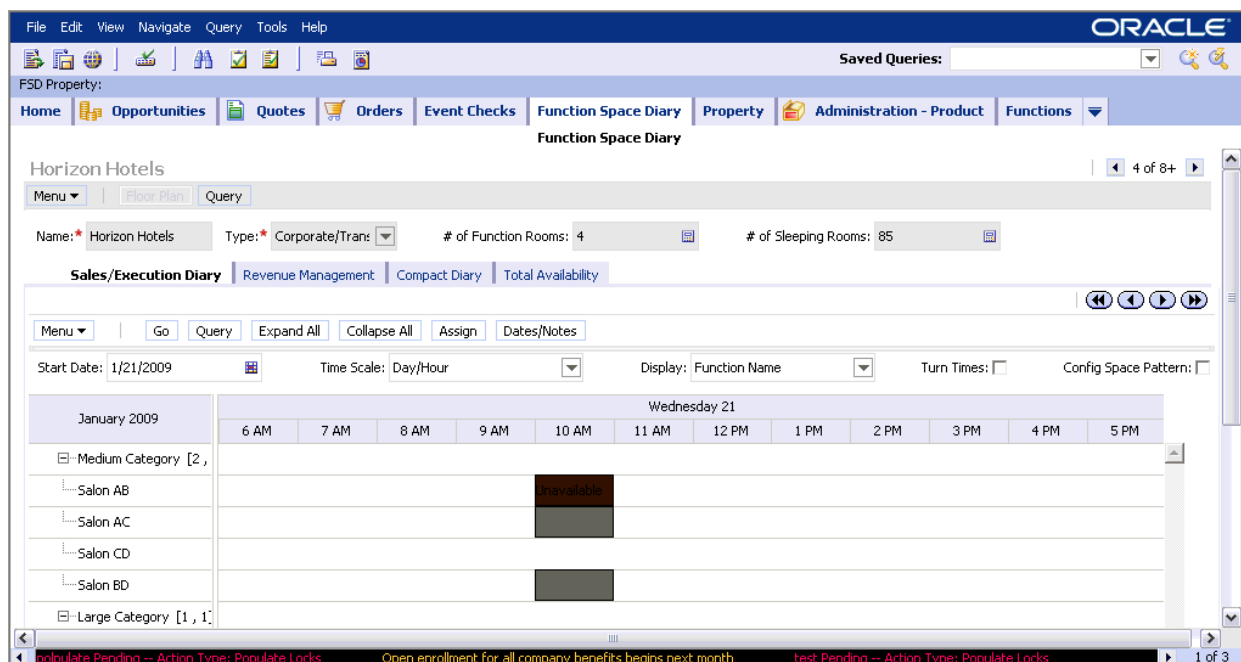 File Edit View Navigate Query Tools Help ORACLE
Saved Queries:
FSD Property:
Home Opportunities Quotes Orders Event Checks Function Space Diary Property Administration - Product Functions
Function Space Diary
Horizon Hotels 4 of 8+
Menu Floor Plan Query
Name:* Horizon Hotels Type:* Corporate/Trans # of Function Rooms: 4 # of Sleeping Rooms: 85
Sales/Execution Diary Revenue Management Compact Diary Total Availability
Menu Go Query Expand All Collapse All Assign Dates/Notes
Start Date: 1/21/2009 Time Scale: Day/Hour Display: Function Name Turn Times: Config Space Pattern:
January 2009 Wednesday 21
6 AM 7 AM 8 AM 9 AM 10 AM 11 AM 12 PM 1 PM 2 PM 3 PM 4 PM 5 PM
Medium Category [2 ,
Salon AB Unavailable
Salon AC
Salon CD
Salon BD
Large Category [1 , 1]
Pending -- Action Type: Populate Locks Open enrollment for all company benefits begins next month test Pending -- Action Type: Populate Locks 1 of 3